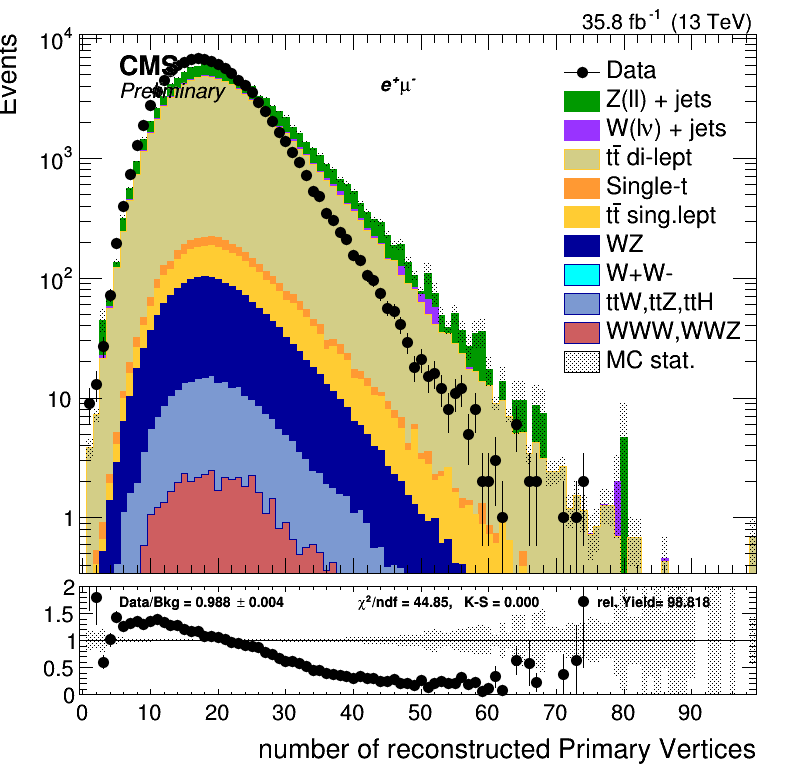 35.8 fb⁻¹ (13 TeV)
Events
CMS
Preliminary
e⁺μ⁻
Data
Z(ll) + jets
W(lν) + jets
tt̄ di-lept
Single-t
tt̄ sing.lept
WZ
W+W-
ttW,ttZ,ttH
WWW,WWZ
MC stat.
10⁴
10³
10²
10
1
Data/Bkg = 0.988 ± 0.004
χ²/ndf = 44.85, K-S = 0.000
rel. Yield= 98.818
2
1.5
1
0.5
0
0 10 20 30 40 50 60 70 80 90
number of reconstructed Primary Vertices